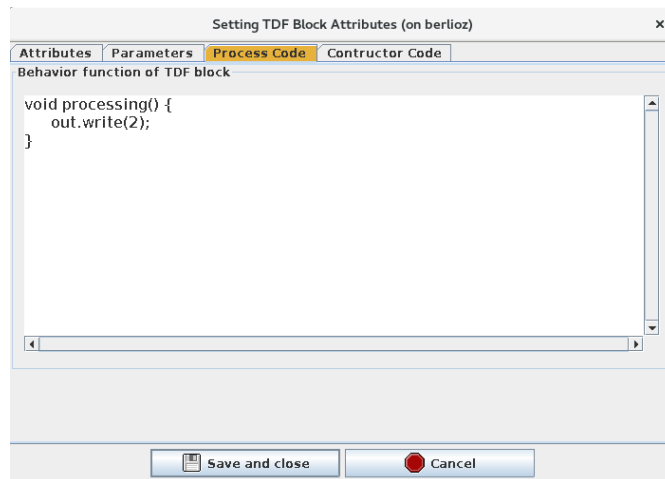 Setting TDF Block Attributes (on berlioz)
×
Attributes Parameters Process Code Contructor Code
Behavior function of TDF block
void processing() {
out.write(2);
}
Save and close Cancel